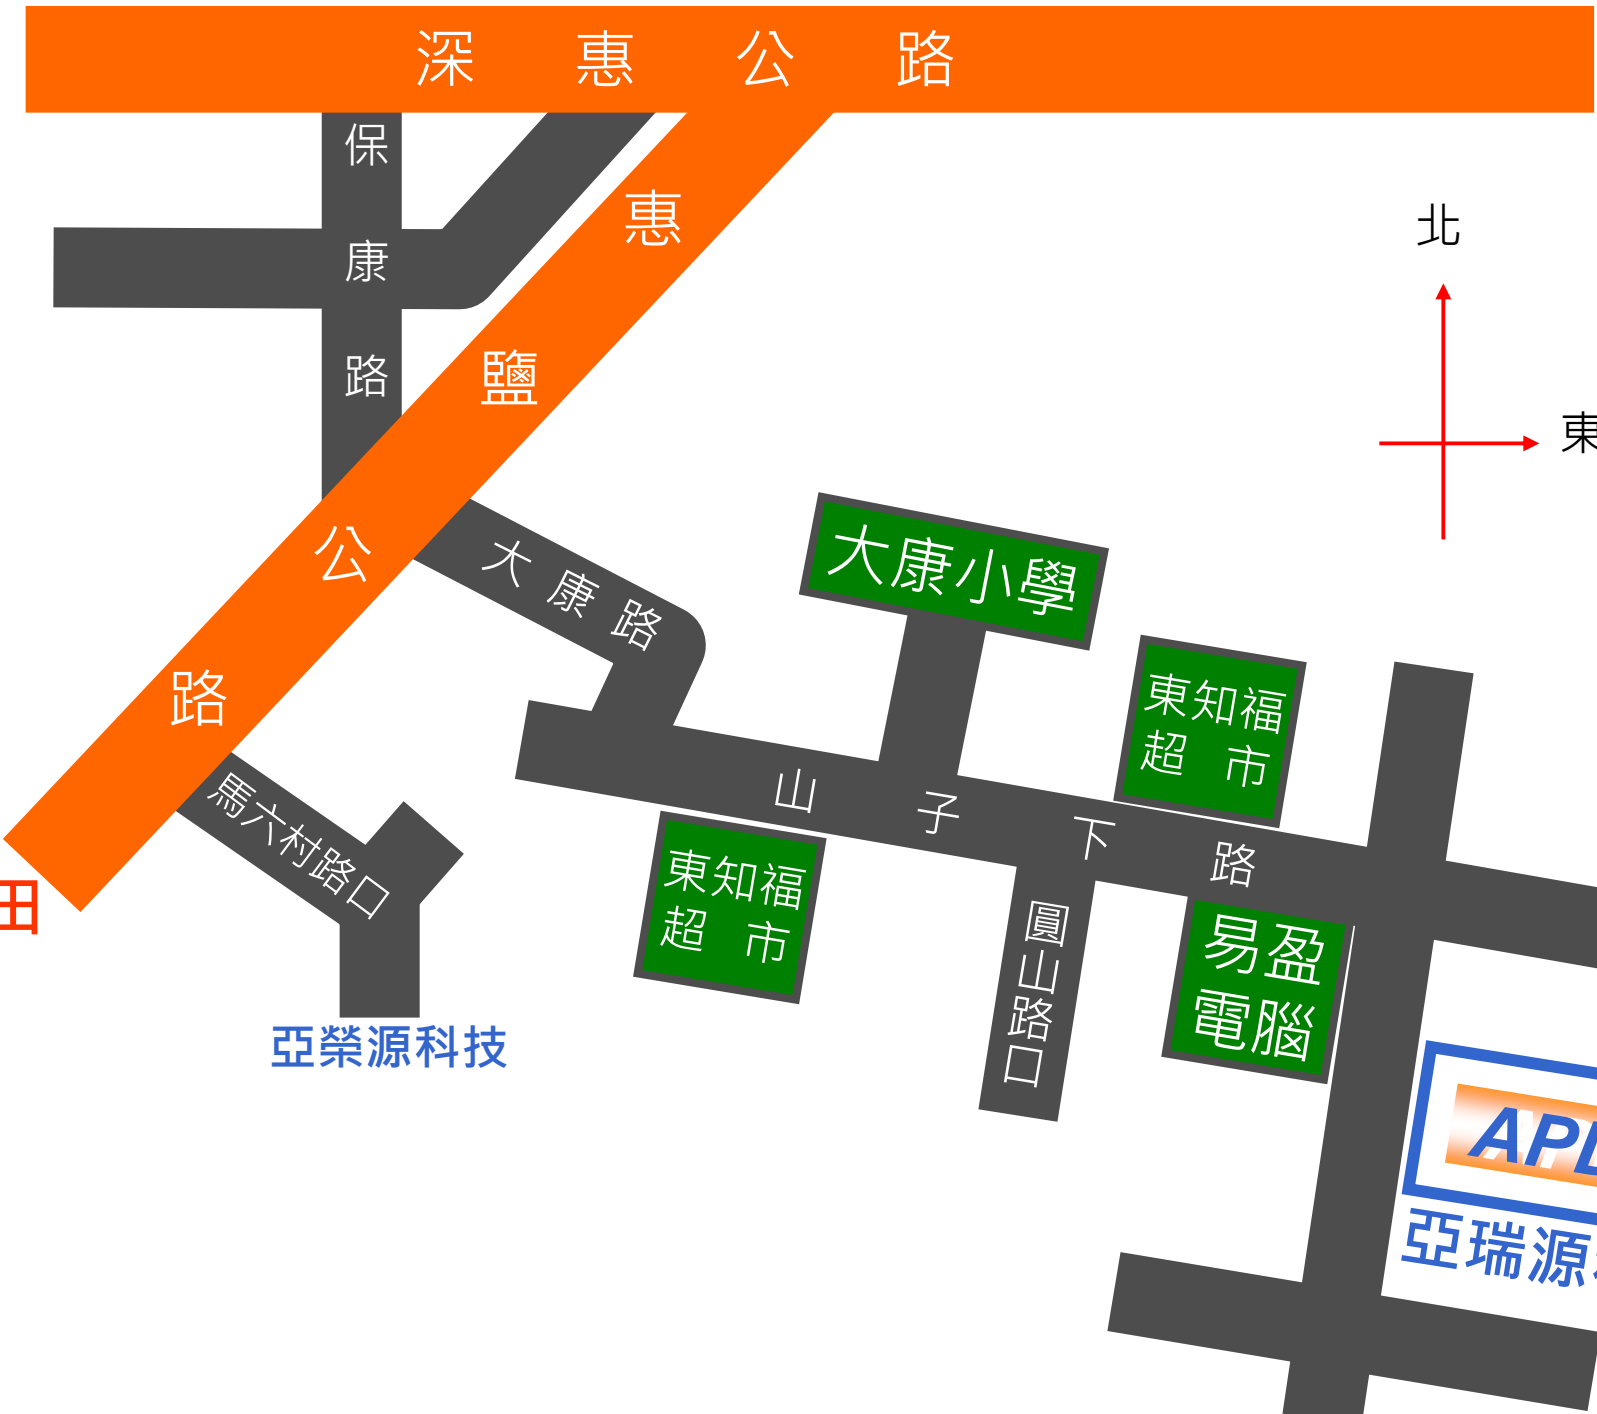 深惠公路
保康路
惠鹽公路
北
東
大康路
大康小學
東知福
超市
山子下路
馬六村路口
東知福
超市
田
圓山路口
易盈
電腦
亞榮源科技
亞瑞源